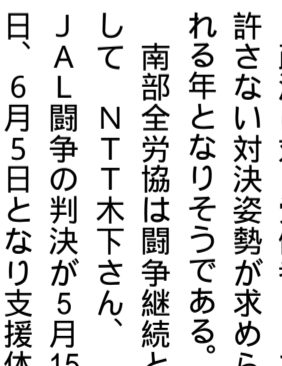 許さない対決姿勢が求めら
れる年となりそうである。
南部全労協は闘争継続と
して　ＮＴＴ木下さん、
ＪＡＬ闘争の判決が５月15
日、６月５日となり支援体